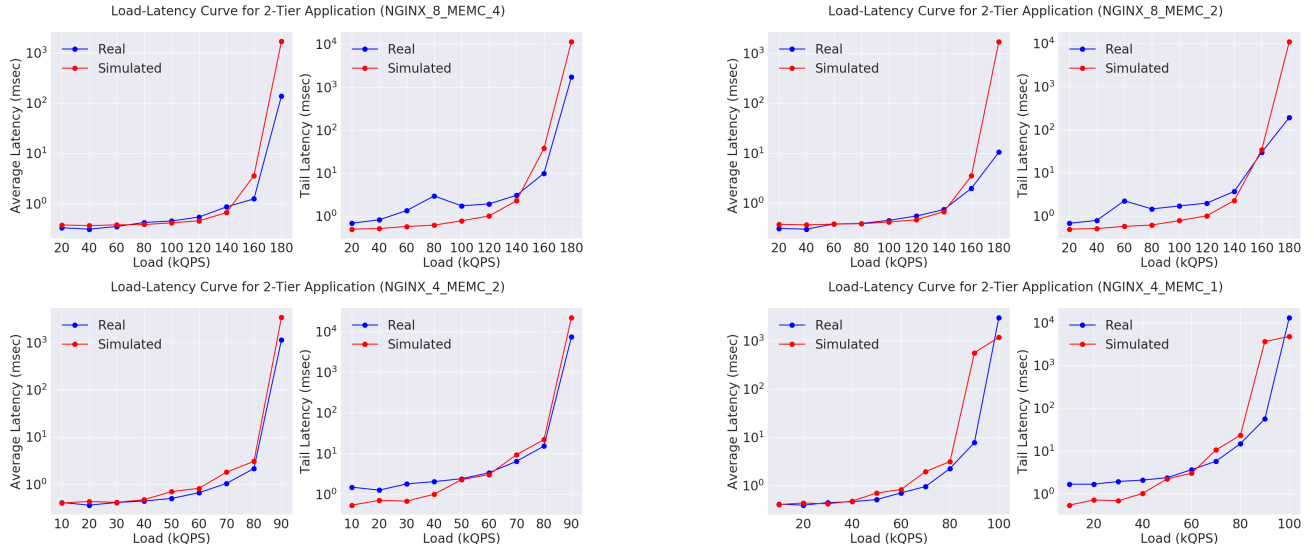 Load-Latency Curve for 2-Tier Application (NGINX_8_MEMC_4)
Average Latency (msec)
10^3
10^2
10^1
10^0
Real
Simulated
20 40 60 80 100 120 140 160 180
Load (kQPS)
Tail Latency (msec)
10^4
10^3
10^2
10^1
10^0
Real
Simulated
20 40 60 80 100 120 140 160 180
Load (kQPS)
Load-Latency Curve for 2-Tier Application (NGINX_8_MEMC_2)
Average Latency (msec)
10^3
10^2
10^1
10^0
Real
Simulated
20 40 60 80 100 120 140 160 180
Load (kQPS)
Tail Latency (msec)
10^4
10^3
10^2
10^1
10^0
Real
Simulated
20 40 60 80 100 120 140 160 180
Load (kQPS)
Load-Latency Curve for 2-Tier Application (NGINX_4_MEMC_2)
Average Latency (msec)
10^3
10^2
10^1
10^0
Real
Simulated
10 20 30 40 50 60 70 80 90
Load (kQPS)
Tail Latency (msec)
10^4
10^3
10^2
10^1
10^0
Real
Simulated
10 20 30 40 50 60 70 80 90
Load (kQPS)
Load-Latency Curve for 2-Tier Application (NGINX_4_MEMC_1)
Average Latency (msec)
10^3
10^2
10^1
10^0
Real
Simulated
20 40 60 80 100
Load (kQPS)
Tail Latency (msec)
10^4
10^3
10^2
10^1
10^0
Real
Simulated
20 40 60 80 100
Load (kQPS)